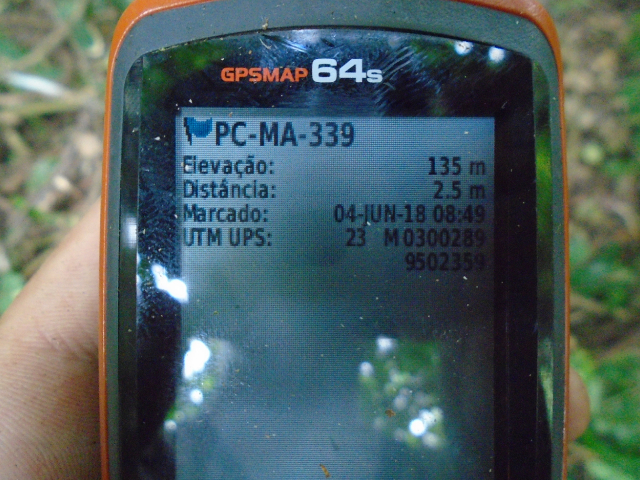 GPSMAP 64s
PC-MA-339
Elevação: 135 m
Distância: 2.5 m
Marcado: 04-JUN-18 08:49
UTM UPS: 23 M 0300289
9502359